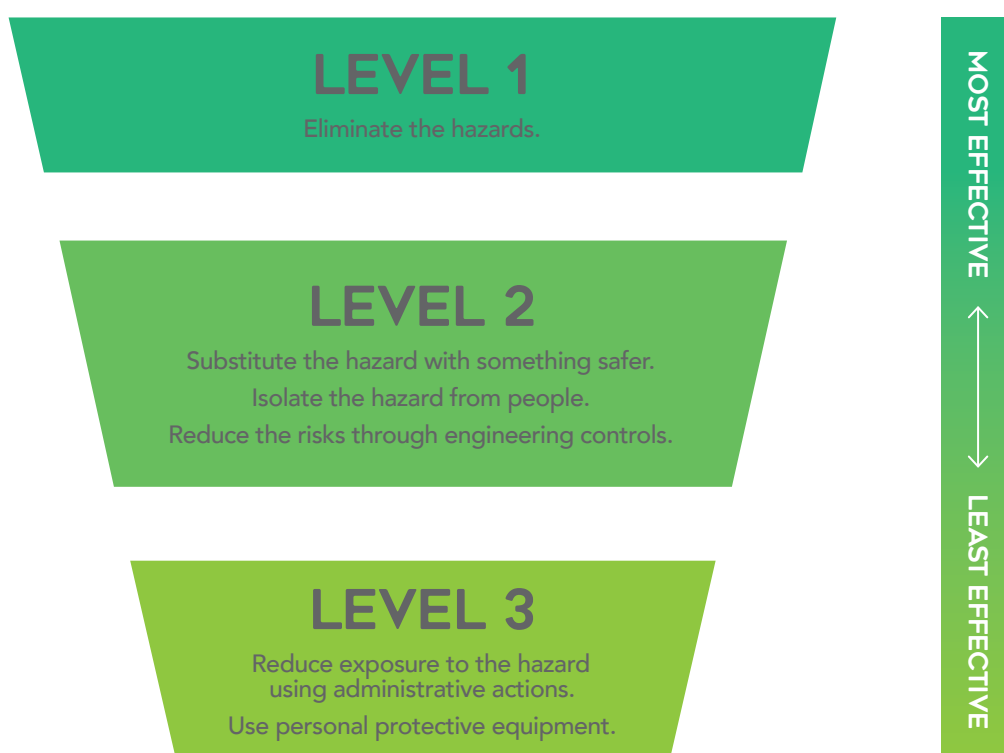 LEVEL 1
Eliminate the hazards.
LEVEL 2
Substitute the hazard with something safer.
Isolate the hazard from people.
Reduce the risks through engineering controls.
LEVEL 3
Reduce exposure to the hazard
using administrative actions.
Use personal protective equipment.
MOST EFFECTIVE
LEAST EFFECTIVE